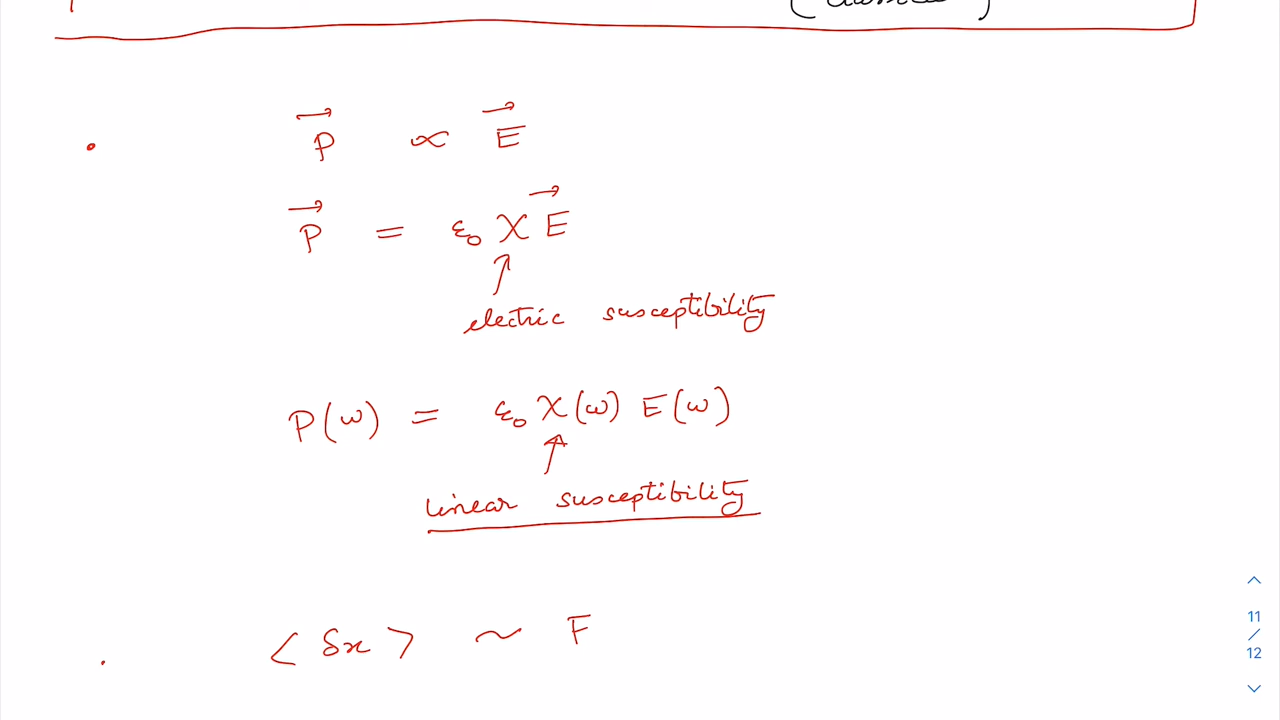 P⃗ ∝ E⃗
P⃗ = ε₀ χ E⃗
electric susceptibility
P(ω) = ε₀ χ(ω) E(ω)
linear susceptibility
⟨δx⟩ ~ F
11
/
12